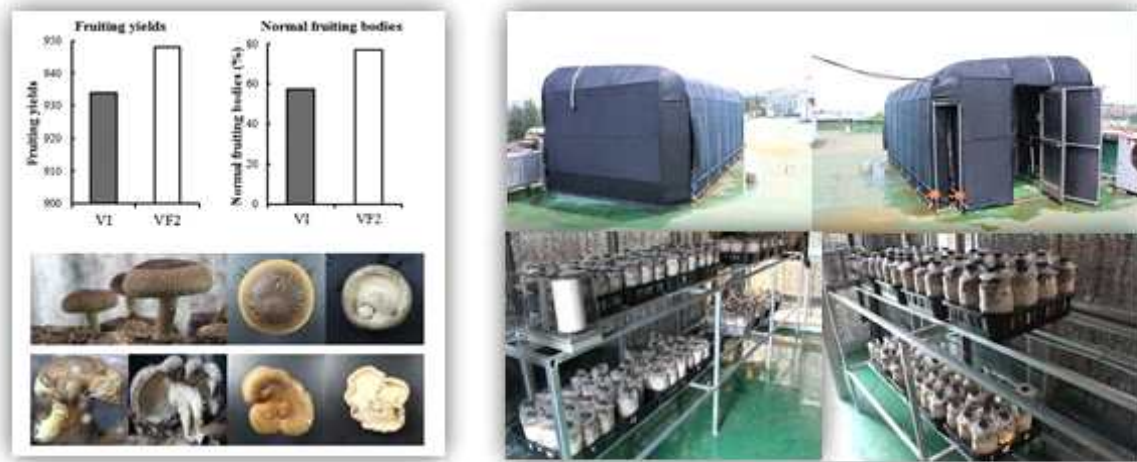 Fruiting yields
Fruiting yields
950
940
930
920
910
900
V1
VF2
Normal fruiting bodies
Normal fruiting bodies (%)
80
60
40
20
0
V1
VF2